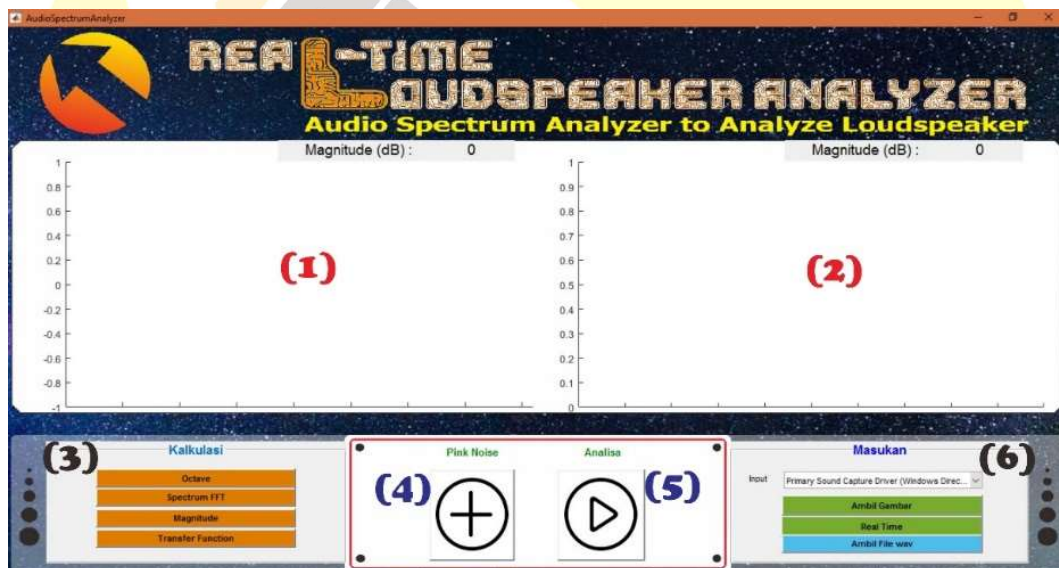 AudioSpectrumAnalyzer
REAL-TIME
LOUDSPEAKER ANALYZER
Audio Spectrum Analyzer to Analyze Loudspeaker
Magnitude (dB) : 0
1
0.8
0.6
0.4
0.2
0
-0.2
-0.4
-0.6
-0.8
-1
(1)
Magnitude (dB) : 0
1
0.9
0.8
0.7
0.6
0.5
0.4
0.3
0.2
0.1
0
(2)
(3)
Kalkulasi
Octave
Spectrum FFT
Magnitude
Transfer Function
Pink Noise
(4)
Analisa
(5)
Masukan
(6)
Input Primary Sound Capture Driver (Windows Direc...
Ambil Gambar
Real Time
Ambil File wav